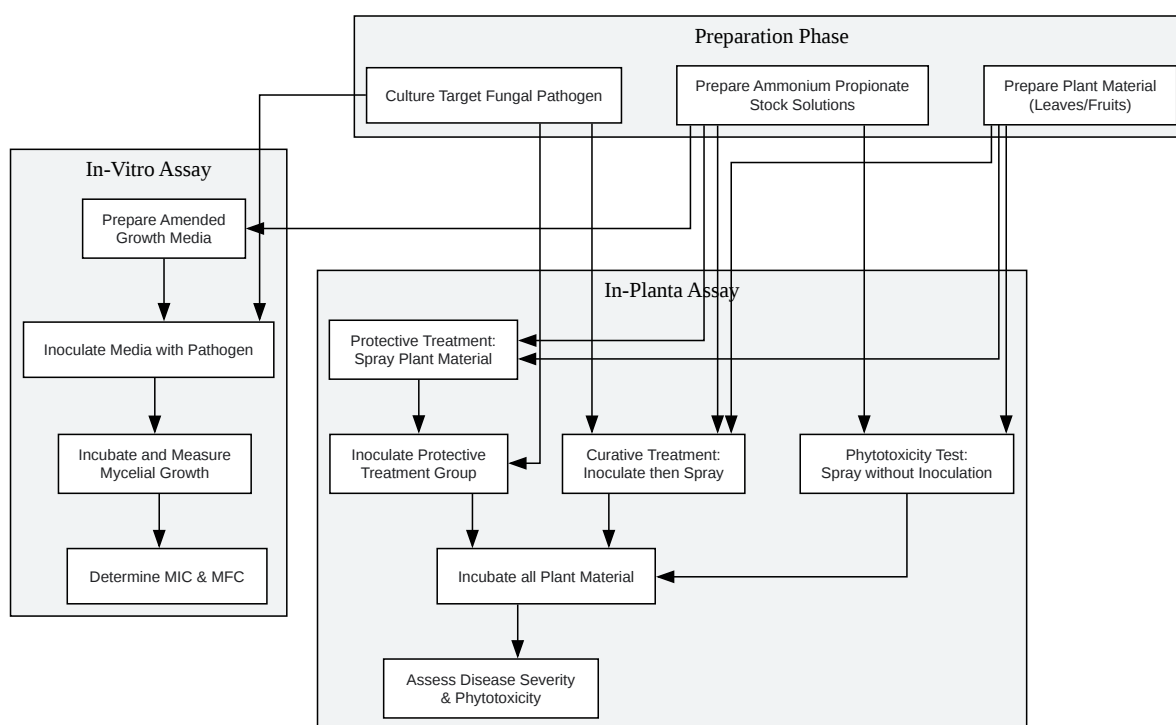 Preparation Phase
Culture Target Fungal Pathogen
Prepare Ammonium Propionate
Stock Solutions
Prepare Plant Material
(Leaves/Fruits)
In-Vitro Assay
Prepare Amended
Growth Media
Inoculate Media with Pathogen
Incubate and Measure
Mycelial Growth
Determine MIC & MFC
In-Planta Assay
Protective Treatment:
Spray Plant Material
Inoculate Protective
Treatment Group
Curative Treatment:
Inoculate then Spray
Phytotoxicity Test:
Spray without Inoculation
Incubate all Plant Material
Assess Disease Severity
& Phytotoxicity